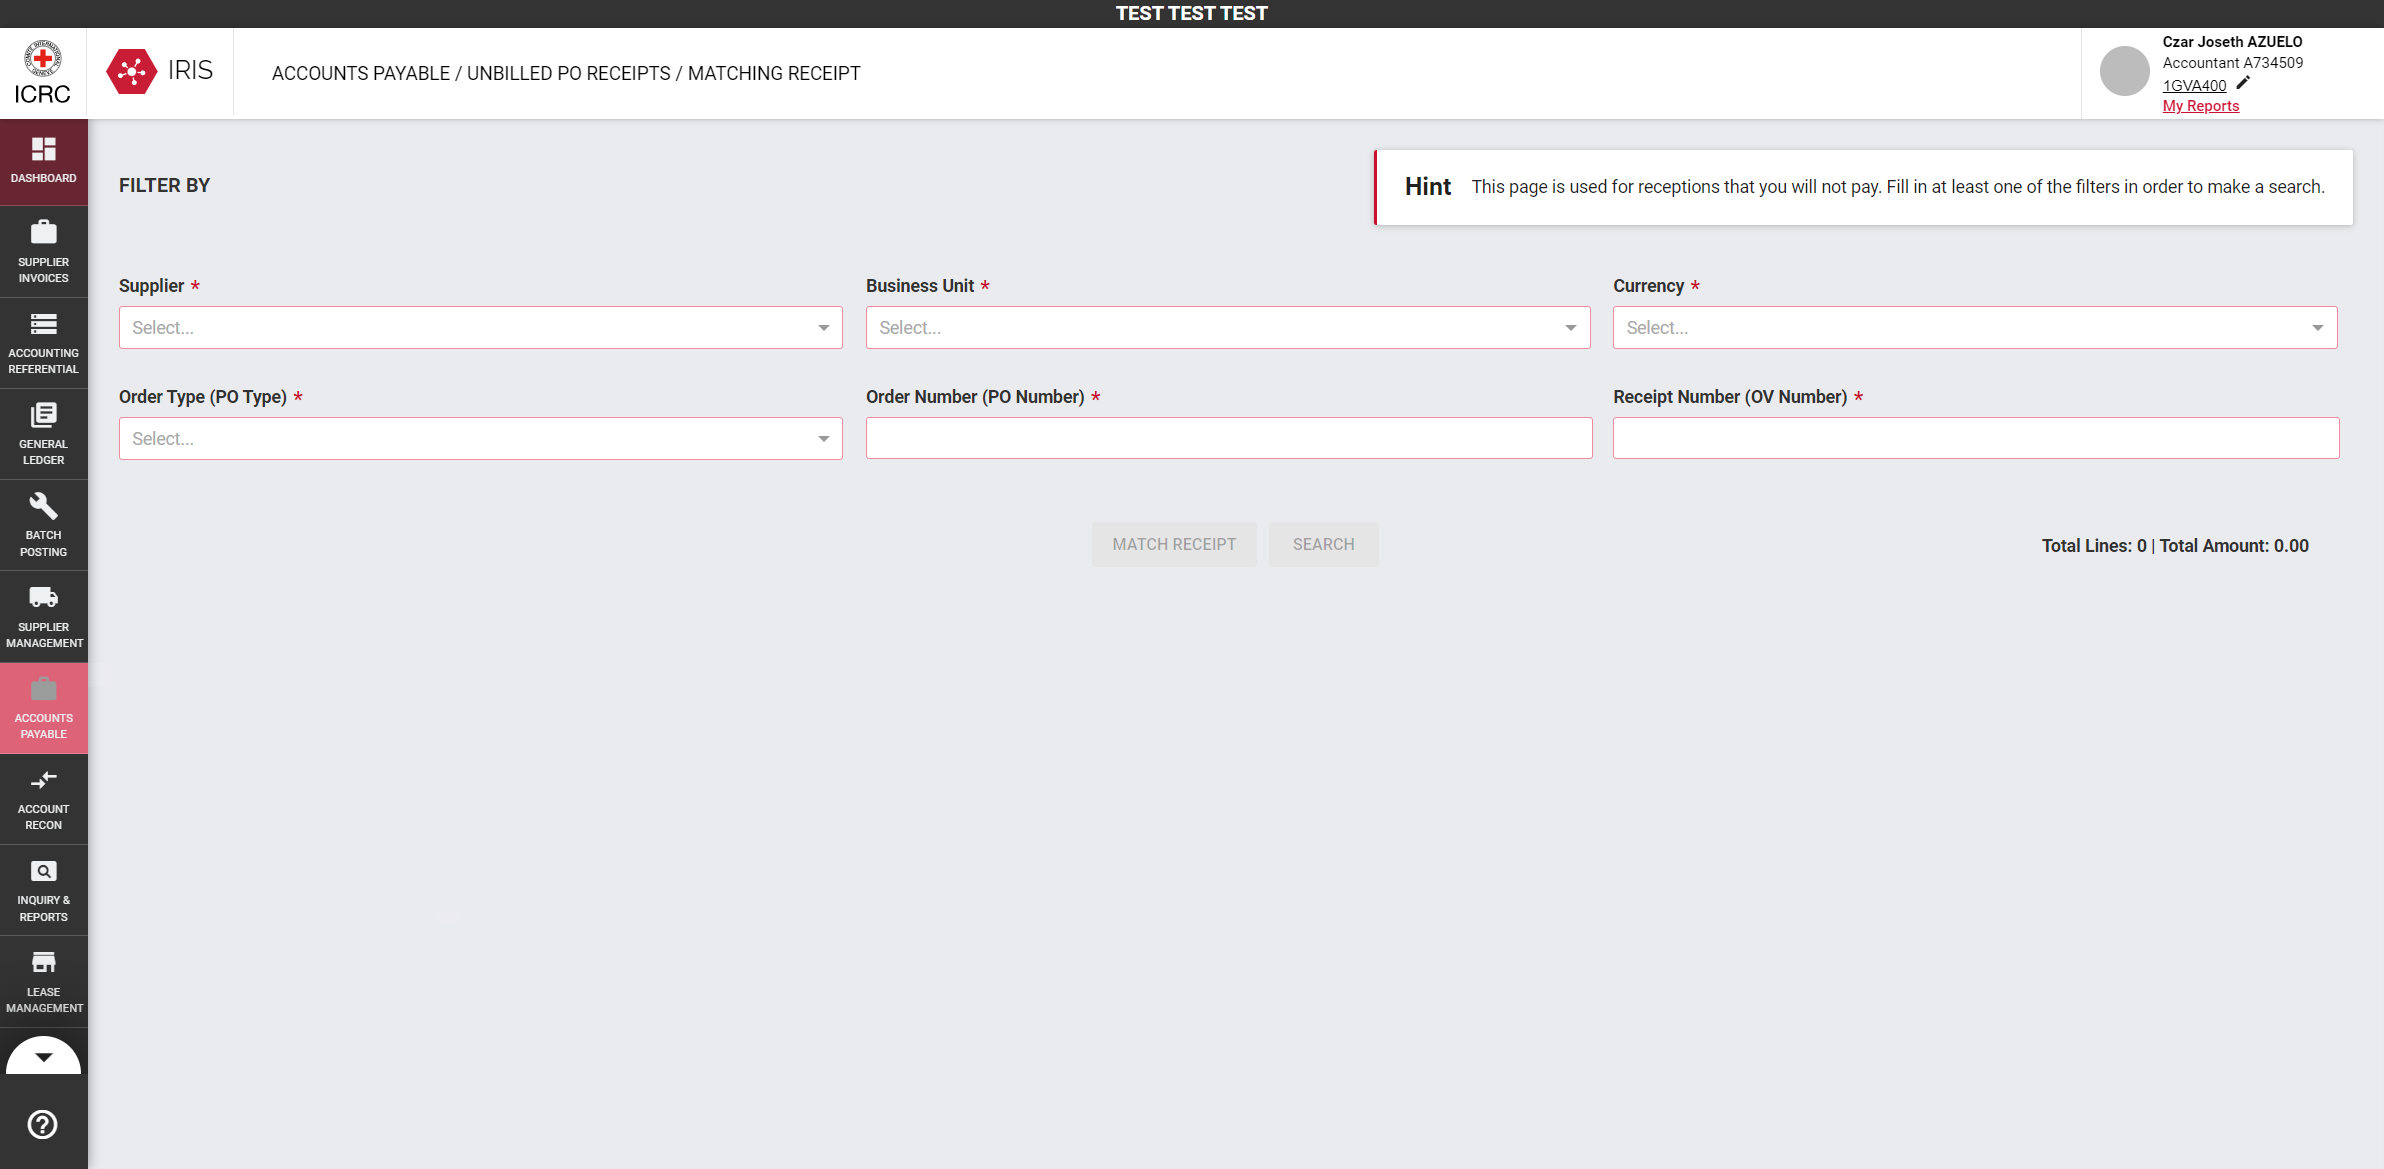 TEST TEST TEST
ICRC
IRIS
ACCOUNTS PAYABLE / UNBILLED PO RECEIPTS / MATCHING RECEIPT
Czar Joseth AZUELO
Accountant A734509
1GVA400
My Reports
DASHBOARD
SUPPLIER
INVOICES
ACCOUNTING
REFERENTIAL
GENERAL
LEDGER
BATCH
POSTING
SUPPLIER
MANAGEMENT
ACCOUNTS
PAYABLE
ACCOUNT
RECON
INQUIRY &
REPORTS
LEASE
MANAGEMENT
FILTER BY
Hint This page is used for receptions that you will not pay. Fill in at least one of the filters in order to make a search.
Supplier *
Select...
Business Unit *
Select...
Currency *
Select...
Order Type (PO Type) *
Select...
Order Number (PO Number) *
Receipt Number (OV Number) *
MATCH RECEIPT
SEARCH
Total Lines: 0 | Total Amount: 0.00